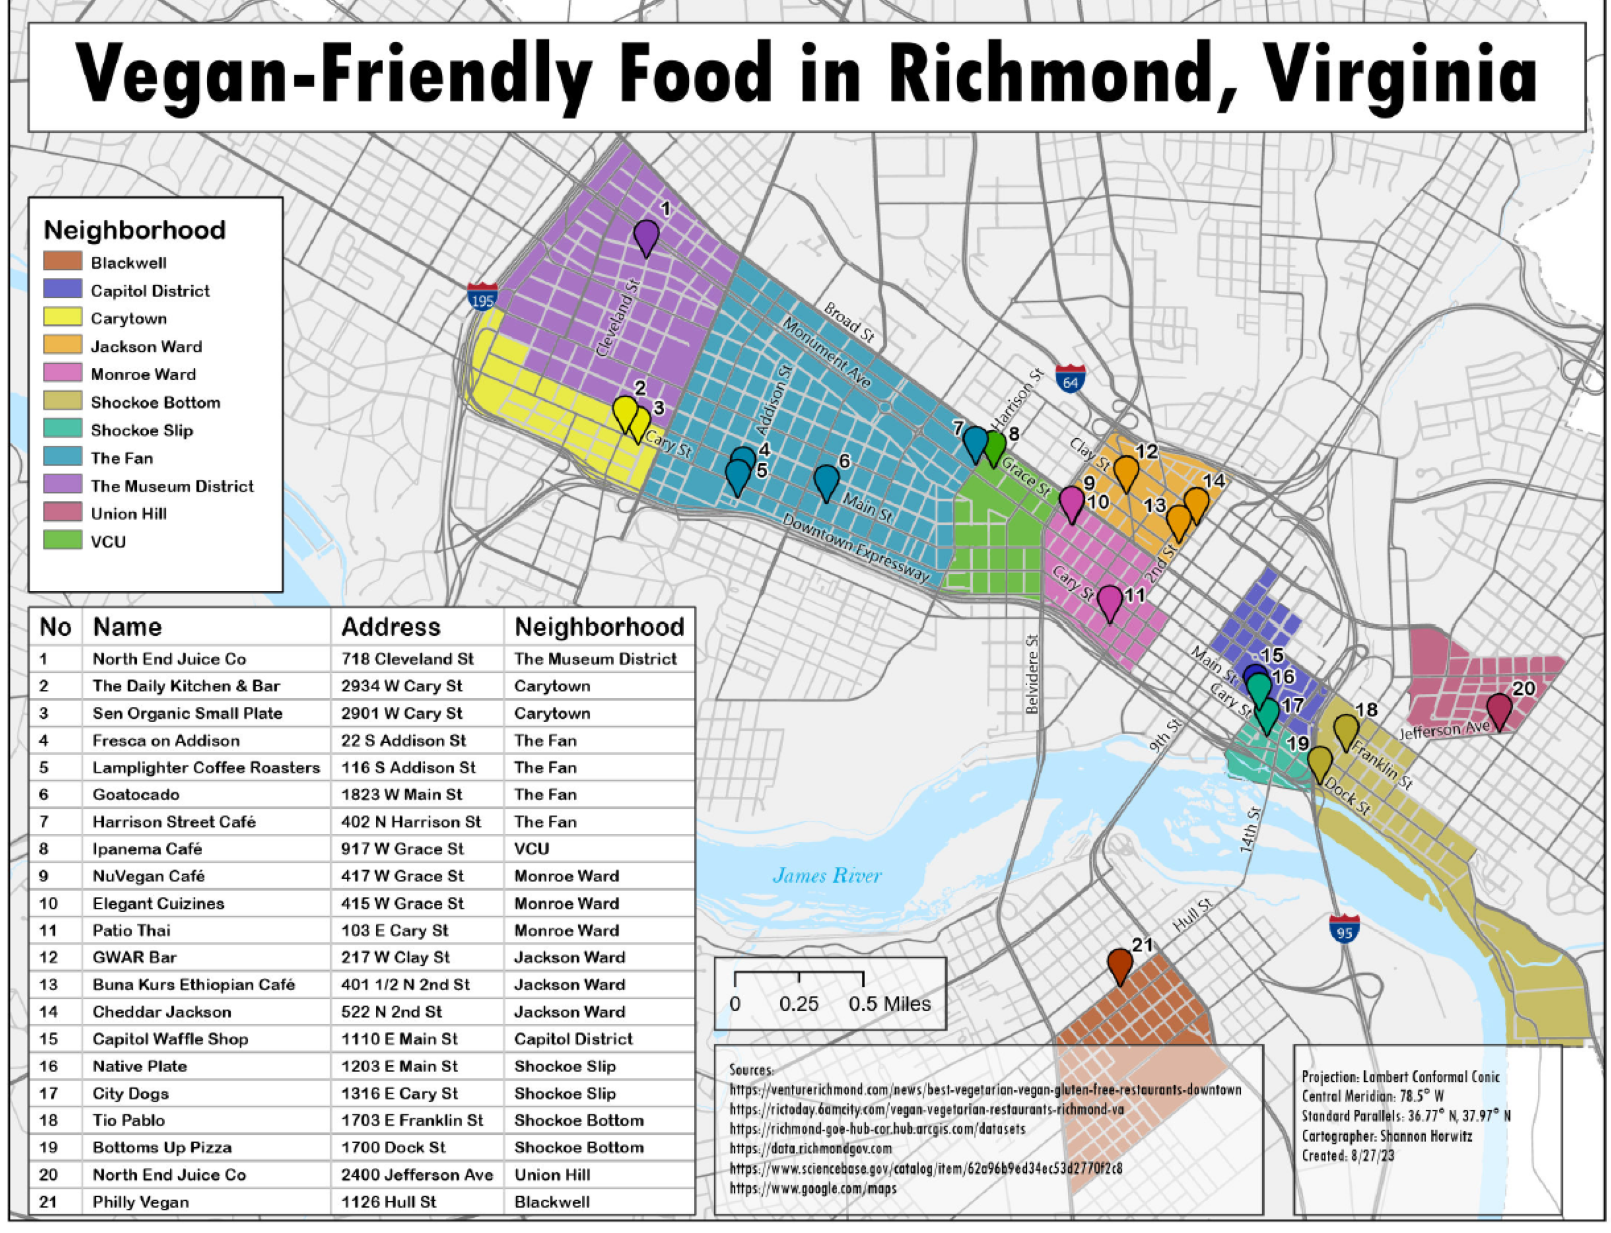 Vegan-Friendly Food in Richmond, Virginia
Neighborhood
Blackwell
Capitol District
Carytown
Jackson Ward
Monroe Ward
Shockoe Bottom
Shockoe Slip
The Fan
The Museum District
Union Hill
VCU
1
195
Cleveland St
2
3
Cary St
Broad St
Monument Ave
Addison St
4
5
6
Main St
Downtown Expressway
Harrison St
64
7
8
Grace St
Clay St
12
9
10
13
14
2nd St
Cary St
11
Belvidere St
15
16
Main St
Cary St
17
18
19
20
Jefferson Ave
Franklin St
Dock St
9th St
14th St
James River
Hull St
95
21
No Name Address Neighborhood
1 North End Juice Co 718 Cleveland St The Museum District
2 The Daily Kitchen & Bar 2934 W Cary St Carytown
3 Sen Organic Small Plate 2901 W Cary St Carytown
4 Fresca on Addison 22 S Addison St The Fan
5 Lamplighter Coffee Roasters 116 S Addison St The Fan
6 Goatocado 1823 W Main St The Fan
7 Harrison Street Café 402 N Harrison St The Fan
8 Ipanema Café 917 W Grace St VCU
9 NuVegan Café 417 W Grace St Monroe Ward
10 Elegant Cuizines 415 W Grace St Monroe Ward
11 Patio Thai 103 E Cary St Monroe Ward
12 GWAR Bar 217 W Clay St Jackson Ward
13 Buna Kurs Ethiopian Café 401 1/2 N 2nd St Jackson Ward
14 Cheddar Jackson 522 N 2nd St Jackson Ward
15 Capitol Waffle Shop 1110 E Main St Capitol District
16 Native Plate 1203 E Main St Shockoe Slip
17 City Dogs 1316 E Cary St Shockoe Slip
18 Tio Pablo 1703 E Franklin St Shockoe Bottom
19 Bottoms Up Pizza 1700 Dock St Shockoe Bottom
20 North End Juice Co 2400 Jefferson Ave Union Hill
21 Philly Vegan 1126 Hull St Blackwell
0 0.25 0.5 Miles
Sources:
https://venturerichmond.com/news/best-vegetarian-vegan-gluten-free-restaurants-downtown
https://rictoday.6amcity.com/vegan-vegetarian-restaurants-richmond-va
https://richmond-goe-hub-cor.hub.arcgis.com/datasets
https://data.richmondgov.com
https://www.sciencebase.gov/catalog/item/62a96b9ed34ec53d2770f2c8
https://www.google.com/maps
Projection: Lambert Conformal Conic
Central Meridian: 78.5° W
Standard Parallels: 36.77° N, 37.97° N
Cartographer: Shannon Horwitz
Created: 8/27/23